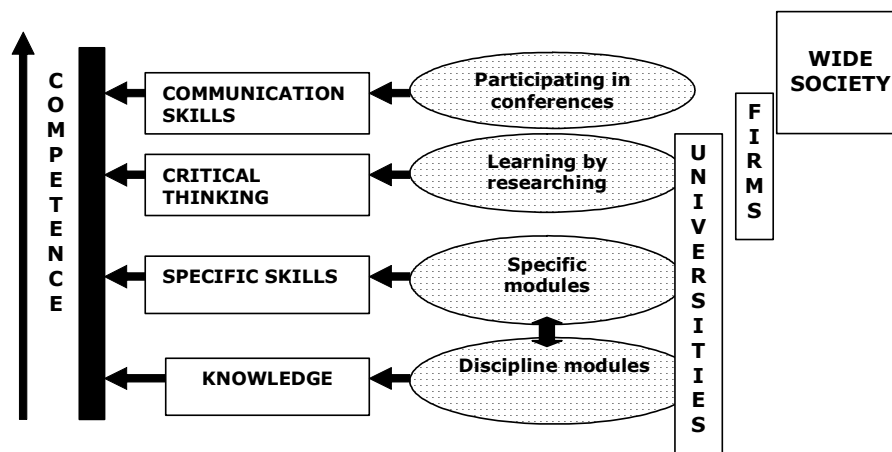 COMPETENCE
COMMUNICATION
SKILLS
CRITICAL
THINKING
SPECIFIC SKILLS
KNOWLEDGE
Participating in
conferences
Learning by
researching
Specific
modules
Discipline modules
UNIVERSITIES
FIRMS
WIDE
SOCIETY